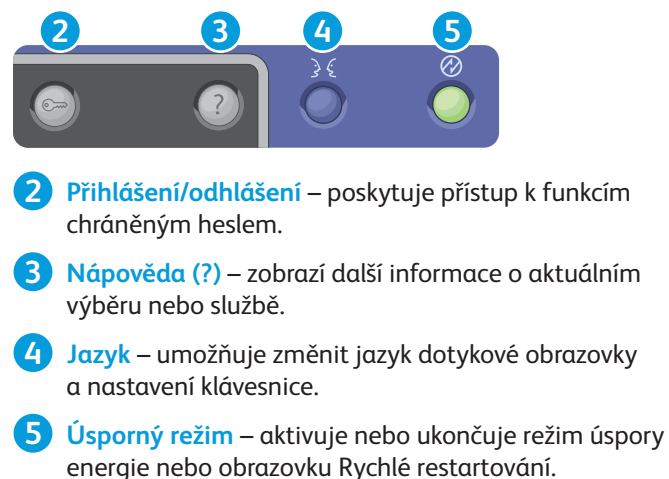 2 3 4 5
?
2 Přihlášení/odhlášení – poskytuje přístup k funkcím
chráněným heslem.
3 Nápověda (?) – zobrazí další informace o aktuálním
výběru nebo službě.
4 Jazyk – umožňuje změnit jazyk dotykové obrazovky
a nastavení klávesnice.
5 Úsporný režim – aktivuje nebo ukončuje režim úspory
energie nebo obrazovku Rychlé restartování.